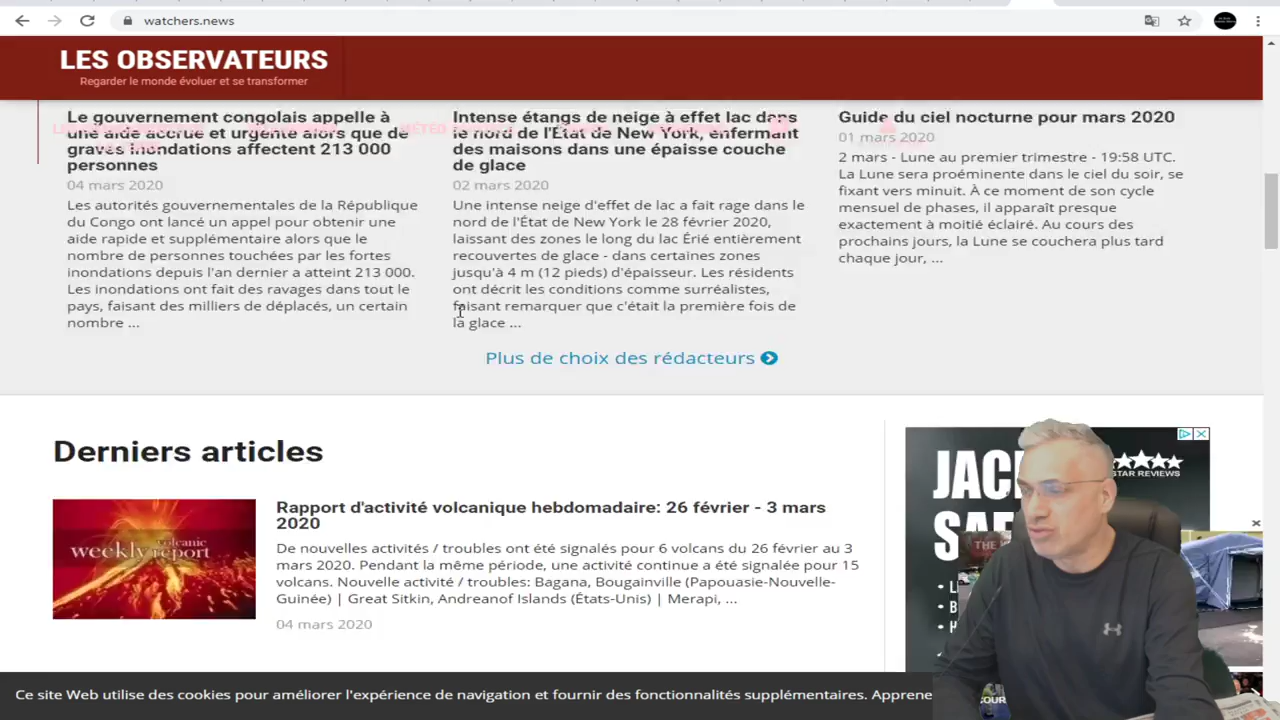 watchers.news
LES OBSERVATEURS
Regarder le monde évoluer et se transformer
Le gouvernement congolais appelle à
une aide accrue et urgente alors que de
graves inondations affectent 213 000
personnes
04 mars 2020
Les autorités gouvernementales de la République
du Congo ont lancé un appel pour obtenir une
aide rapide et supplémentaire alors que le
nombre de personnes touchées par les fortes
inondations depuis l'an dernier a atteint 213 000.
Les inondations ont fait des ravages dans tout le
pays, faisant des milliers de déplacés, un certain
nombre ...
Intense étangs de neige à effet lac dans
le nord de l'État de New York, enfermant
des maisons dans une épaisse couche
de glace
02 mars 2020
Une intense neige d'effet de lac a fait rage dans le
nord de l'État de New York le 28 février 2020,
laissant des zones le long du lac Érié entièrement
recouvertes de glace - dans certaines zones
jusqu'à 4 m (12 pieds) d'épaisseur. Les résidents
ont décrit les conditions comme surréalistes,
faisant remarquer que c'était la première fois de
la glace ...
Guide du ciel nocturne pour mars 2020
01 mars 2020
2 mars - Lune au premier trimestre - 19:58 UTC.
La Lune sera proéminente dans le ciel du soir, se
fixant vers minuit. À ce moment de son cycle
mensuel de phases, il apparaît presque
exactement à moitié éclairé. Au cours des
prochains jours, la Lune se couchera plus tard
chaque jour, ...
Plus de choix des rédacteurs
Derniers articles
volcanic
weekly report
Rapport d'activité volcanique hebdomadaire: 26 février - 3 mars
2020
De nouvelles activités / troubles ont été signalés pour 6 volcans du 26 février au 3
mars 2020. Pendant la même période, une activité continue a été signalée pour 15
volcans. Nouvelle activité / troubles: Bagana, Bougainville (Papouasie-Nouvelle-
Guinée) | Great Sitkin, Andreanof Islands (États-Unis) | Merapi, ...
04 mars 2020
STAR REVIEWS
Ce site Web utilise des cookies pour améliorer l'expérience de navigation et fournir des fonctionnalités supplémentaires.